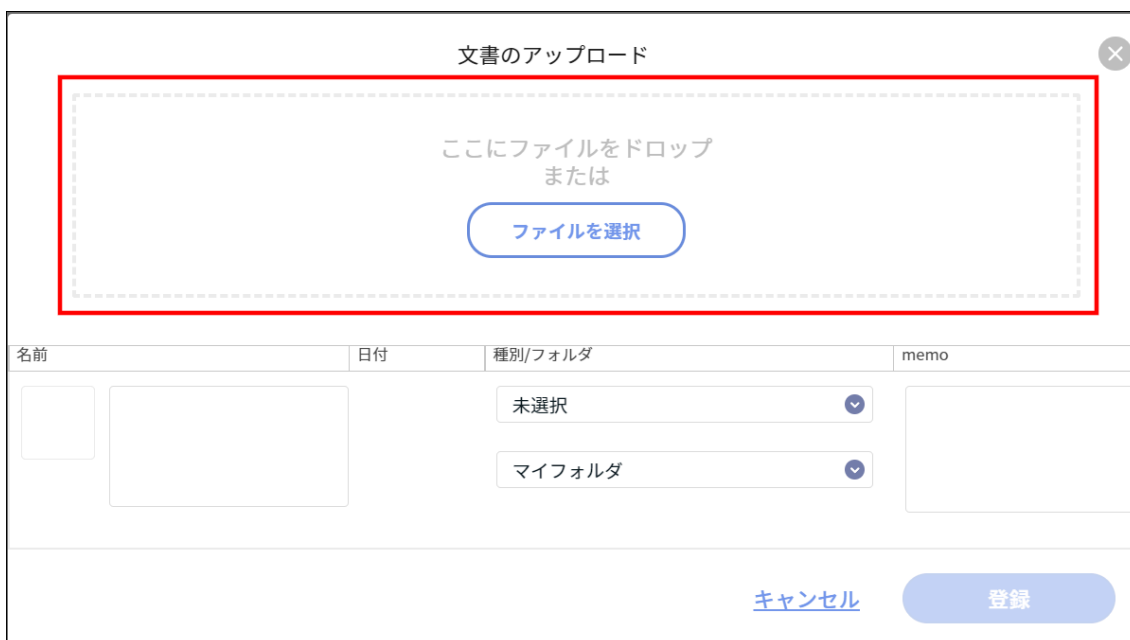 文書のアップロード
ここにファイルをドロップ
または
ファイルを選択
名前 日付 種別/フォルダ memo
未選択
マイフォルダ
キャンセル 登録